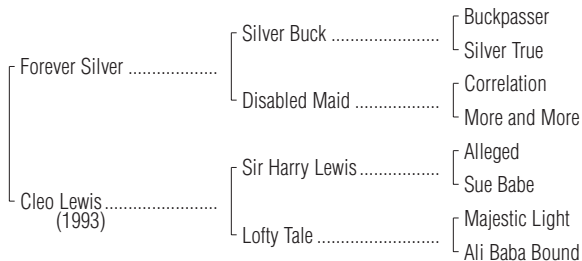 Buckpasser
Silver Buck ........................
Silver True
Forever Silver ....................
Correlation
Disabled Maid ...................
More and More
Alleged
Sir Harry Lewis ..................
Sue Babe
Cleo Lewis .........................
(1993)
Majestic Light
Lofty Tale ...........................
Ali Baba Bound